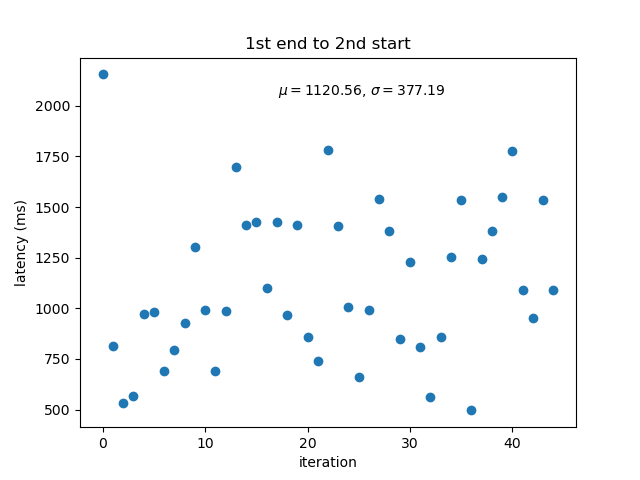 1st end to 2nd start
μ = 1120.56, σ = 377.19
2000
1750
1500
1250
1000
750
500
latency (ms)
0 10 20 30 40
iteration